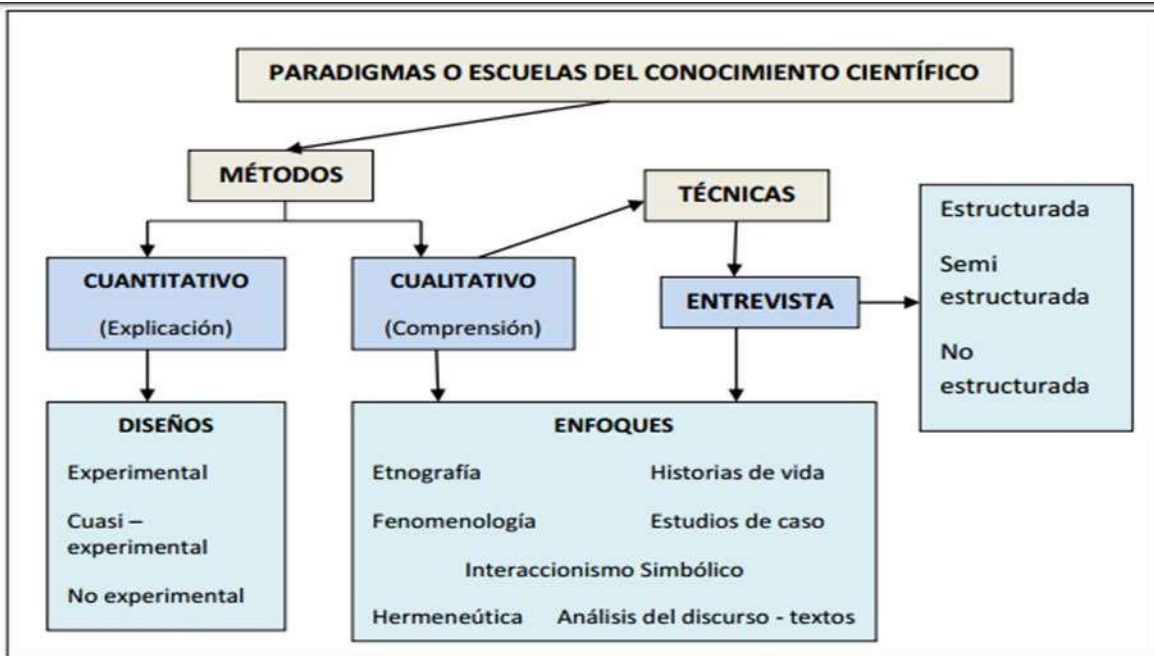 PARADIGMAS O ESCUELAS DEL CONOCIMIENTO CIENTÍFICO
MÉTODOS
TÉCNICAS
CUANTITATIVO
(Explicación)
CUALITATIVO
(Comprensión)
ENTREVISTA
Estructurada
Semi
estructurada
No
estructurada
DISEÑOS
Experimental
Cuasi –
experimental
No experimental
ENFOQUES
Etnografía Historias de vida
Fenomenología Estudios de caso
Interaccionismo Simbólico
Hermeneútica Análisis del discurso - textos